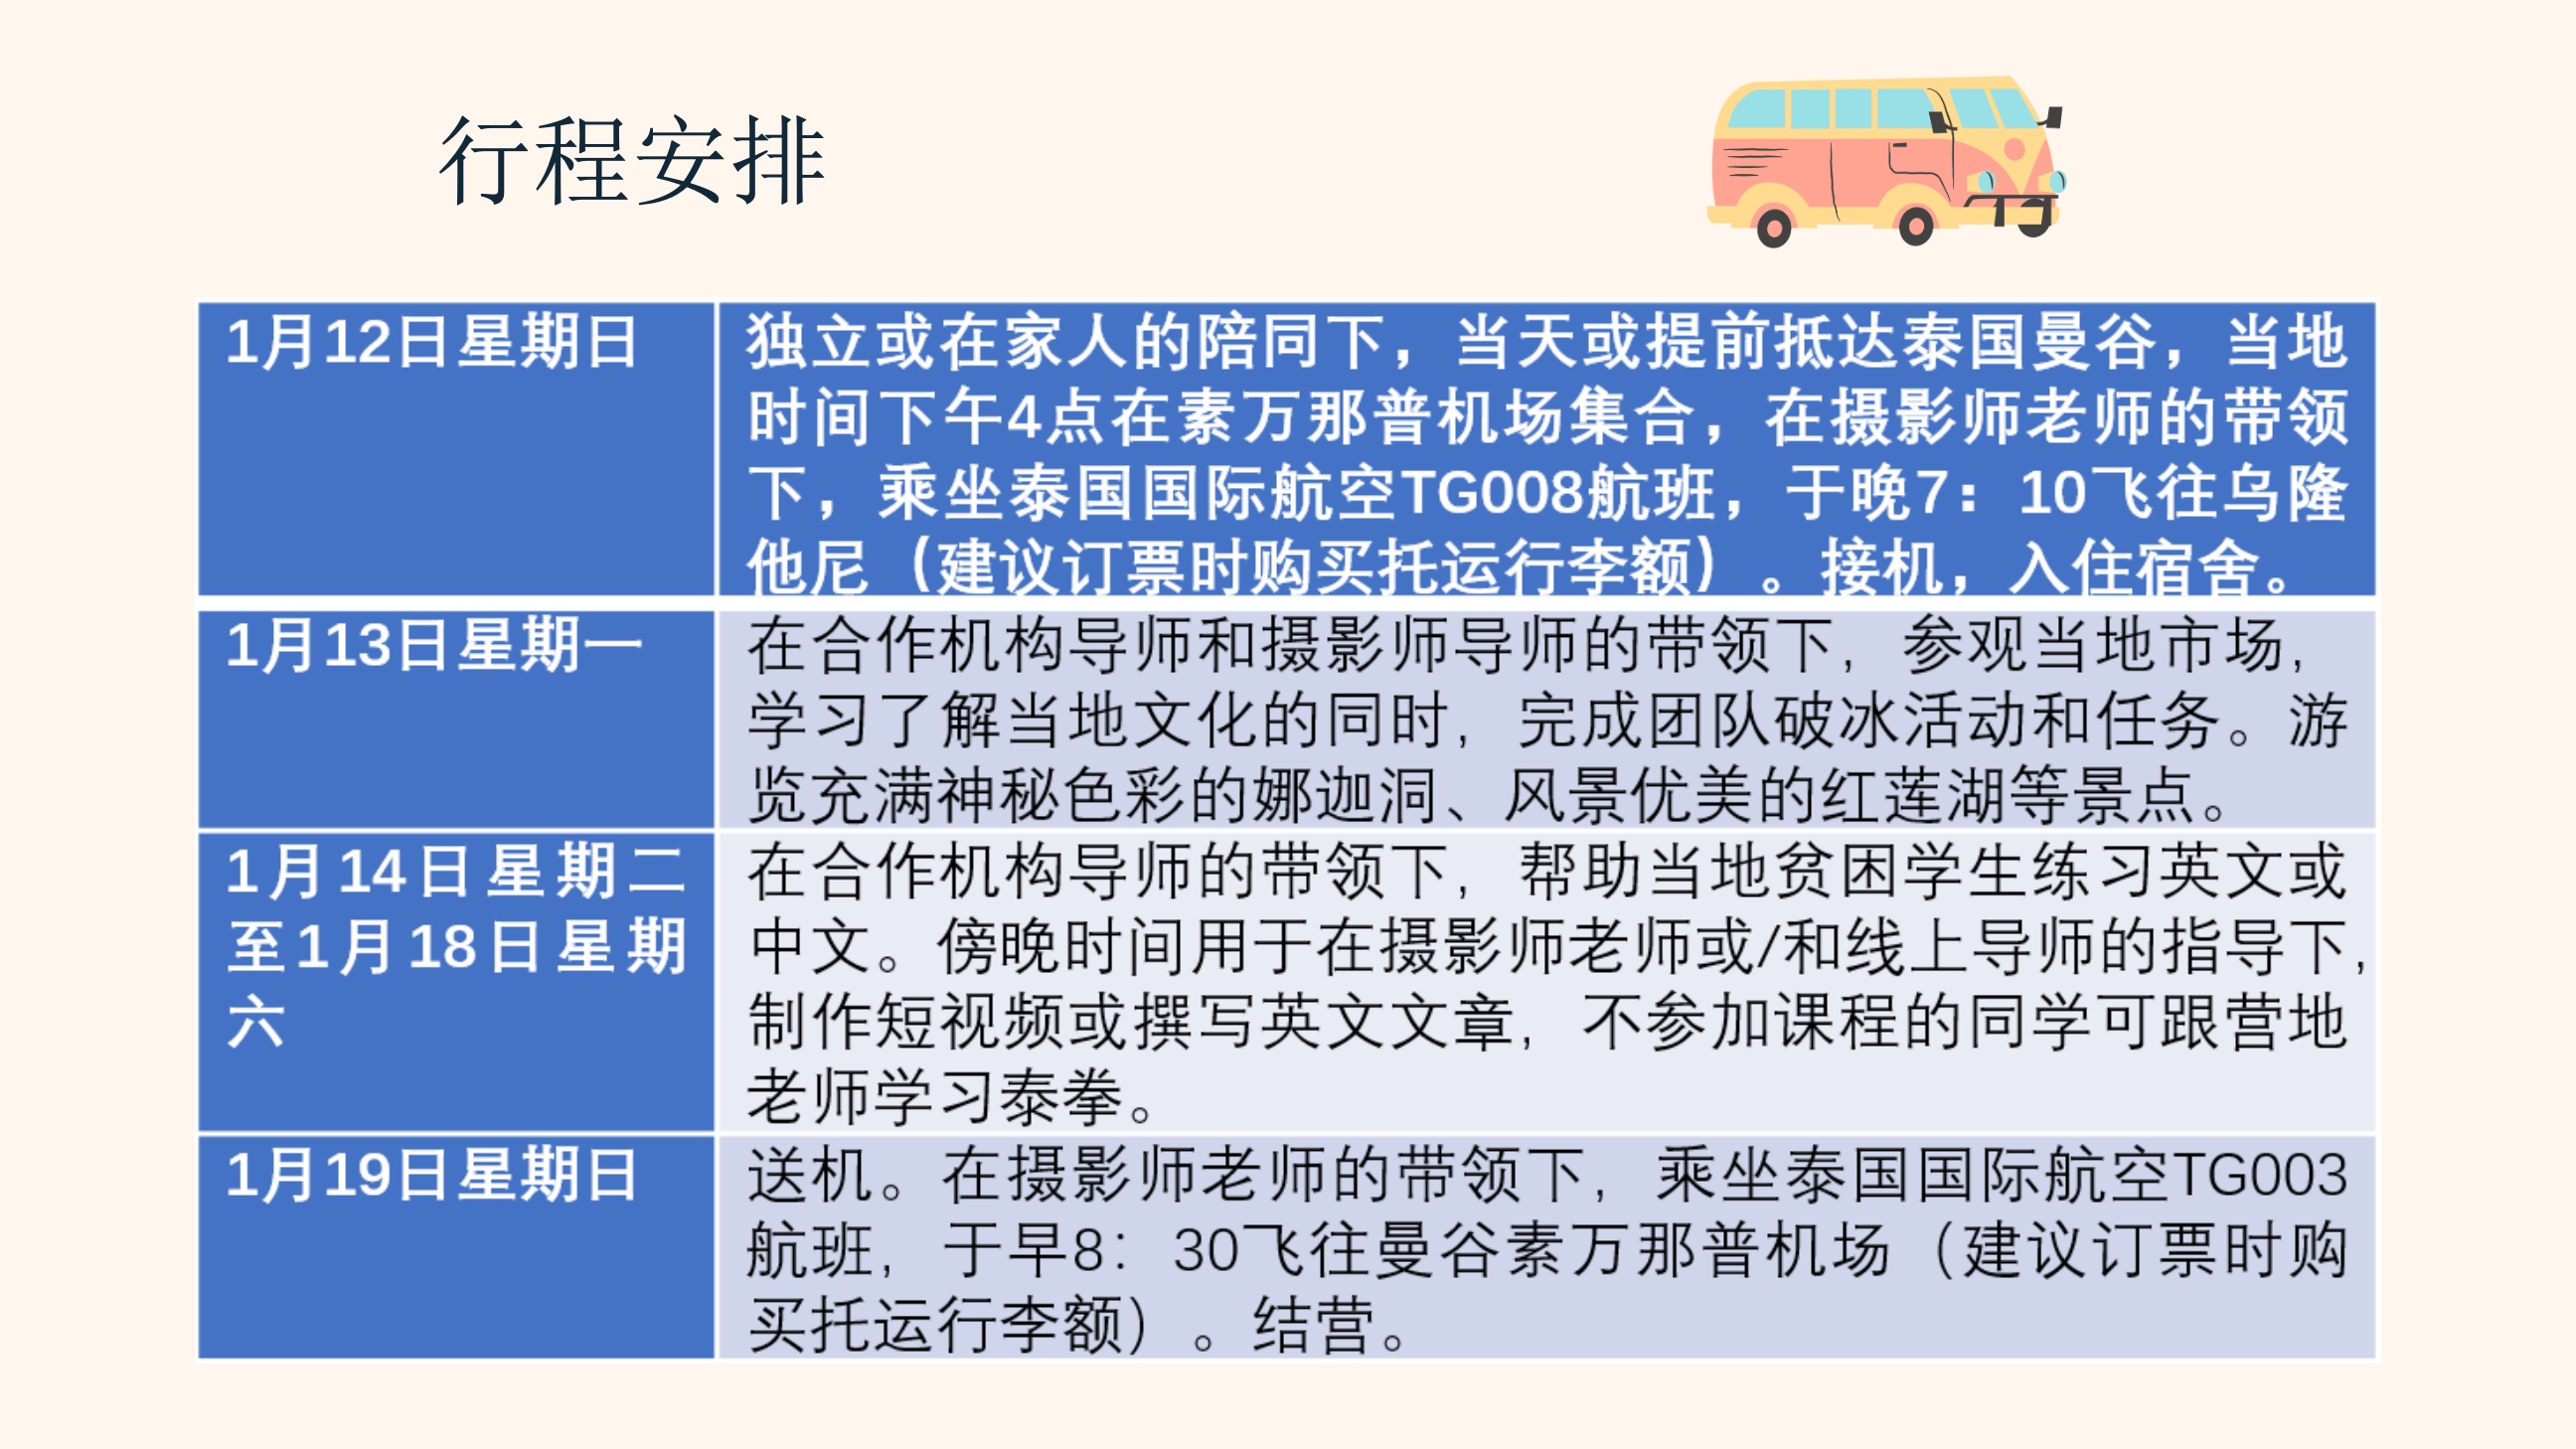 行程安排
1月12日星期日
独立或在家人的陪同下，当天或提前抵达泰国曼谷，当地
时间下午4点在素万那普机场集合，在摄影师老师的带领
下，乘坐泰国国际航空TG008航班，于晚7：10飞往乌隆
他尼（建议订票时购买托运行李额）。接机，入住宿舍。
1月13日星期一
在合作机构导师和摄影师导师的带领下，参观当地市场，
学习了解当地文化的同时，完成团队破冰活动和任务。游
览充满神秘色彩的娜迦洞、风景优美的红莲湖等景点。
1月14日星期二
至1月18日星期
六
在合作机构导师的带领下，帮助当地贫困学生练习英文或
中文。傍晚时间用于在摄影师老师或/和线上导师的指导下，
制作短视频或撰写英文文章，不参加课程的同学可跟营地
老师学习泰拳。
1月19日星期日
送机。在摄影师老师的带领下，乘坐泰国国际航空TG003
航班，于早8：30飞往曼谷素万那普机场（建议订票时购
买托运行李额）。结营。